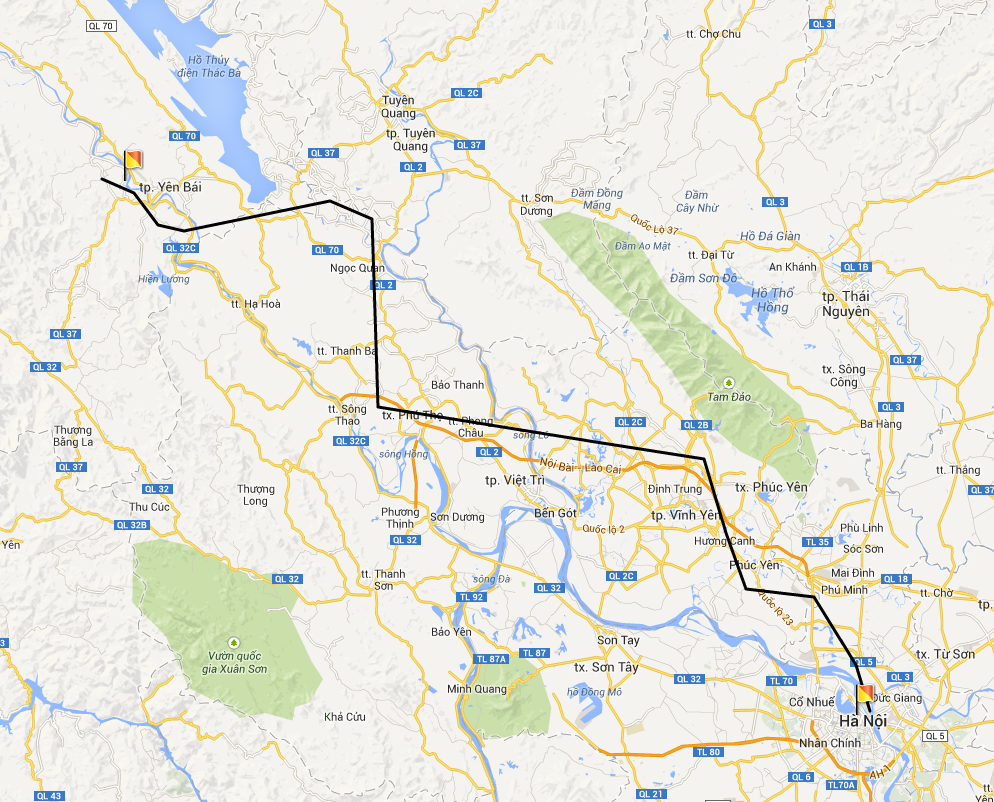 QL 70
QL 3
tt. Chợ Chu
Hồ Thủy
điện Thác Bà
Tuyên
Quang
QL 2C
QL 70
tp. Tuyên
Quang
QL 37
QL 37
QL 2
tp. Yên Bái
tt. Sơn
Dương
Đầm Đồng
Măng
Đầm
Cây Nhừ
QL 3
Quốc Lộ 37
Hồ Đá Giàn
QL 32C
QL 70
Đầm Ao Mật
tt. Đại Từ
An Khánh
QL 1B
Ngọc Quan
Hiền Lương
QL 2
Đầm Sơn Đô
Hồ Thổ
Hồng
tp. Thái
Nguyên
tt. Hạ Hoà
QL 37
tt. Thanh Ba
QL 37
QL 32
Bảo Thanh
tx. Sông
Công
Tam Đảo
QL 3
tt. Sông
Thao
tx. Phú Thọ
tt. Phong
Châu
QL 2C
QL 2B
Ba Hàng
Thượng
Bằng La
QL 32C
sông Lô
sông Hồng
QL 2
Nội Bài - Lào Cai
QL 37
tt. Thắng
tp. Việt Trì
Định Trung
tx. Phúc Yên
QL 37
QL 32
Thượng
Long
Thu Cúc
Phương
Thịnh
Sơn Dương
Bến Gót
tp. Vĩnh Yên
QL 32B
Quốc lộ 2
Phù Linh
QL 32
Hương Canh
TL 35
Sóc Sơn
Yên
Phúc Yên
tt. Thanh
Sơn
QL 32
sông Đà
QL 2C
Mai Đình
QL 18
QL 32
Phú Minh
tt. Chờ
TL 92
Quốc lộ 23
tp.
Bảo Yên
Son Tay
3
Vườn quốc
gia Xuân Sơn
TL 87A
TL 87
tx. Sơn Tây
QL 5
tx. Từ Sơn
QL 32
TL 70
QL 3
Minh Quang
hồ Đồng Mô
Cổ Nhuế
Đức Giang
Khả Cửu
Hà Nội
QL 5
Nhân Chính
TL 80
AH-1
QL 6
TL70A
QL 43
QL 21
tt.
Yên